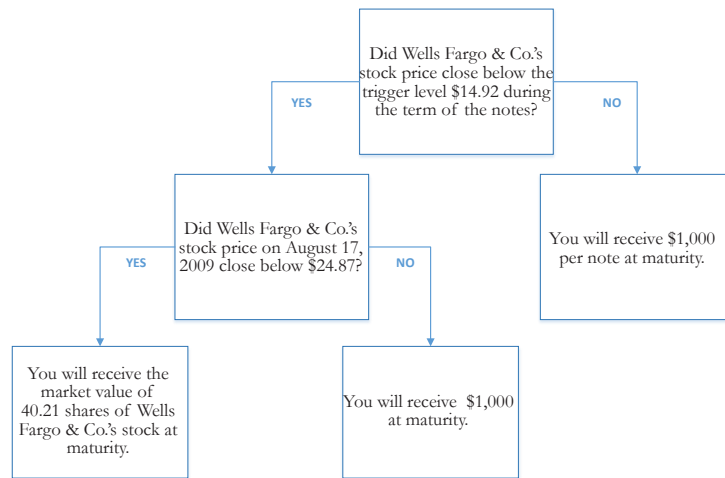 Did Wells Fargo & Co.'s
stock price close below the
trigger level $14.92 during
the term of the notes?
YES
NO
Did Wells Fargo & Co.'s
stock price on August 17,
2009 close below $24.87?
You will receive $1,000
per note at maturity.
YES
NO
You will receive the
market value of
40.21 shares of Wells
Fargo & Co.'s stock at
maturity.
You will receive $1,000
at maturity.